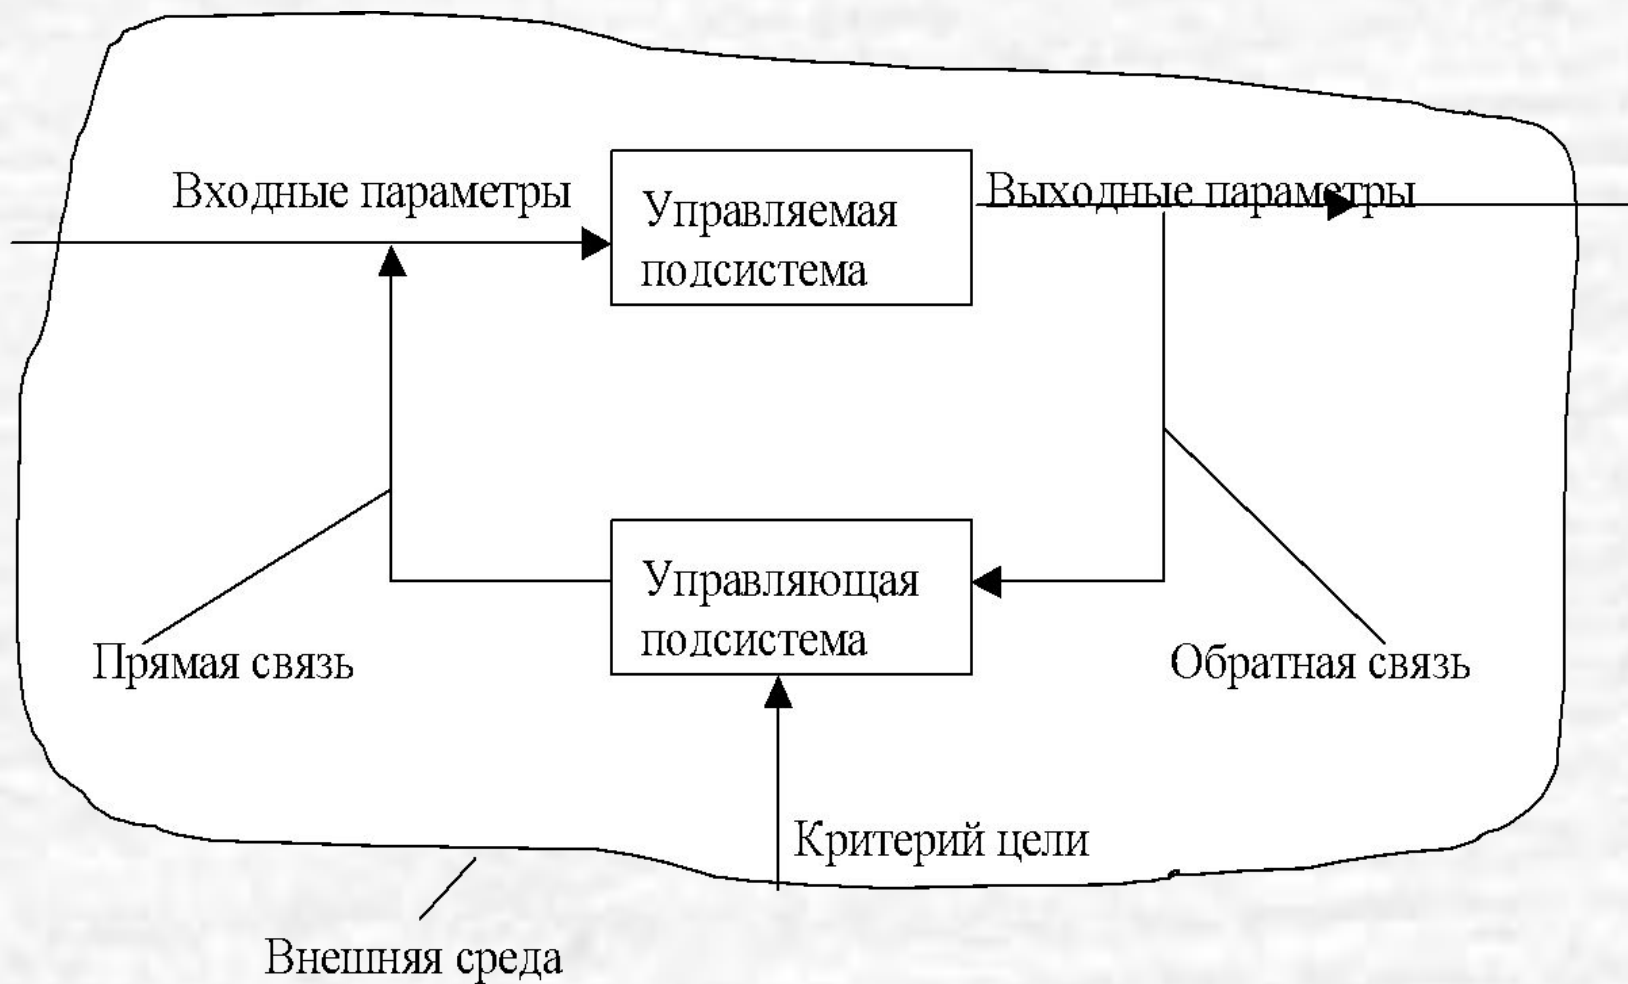 Входные параметры
Управляемая
подсистема
Выходные параметры
Управляющая
подсистема
Прямая связь
Обратная связь
Критерий цели
Внешняя среда